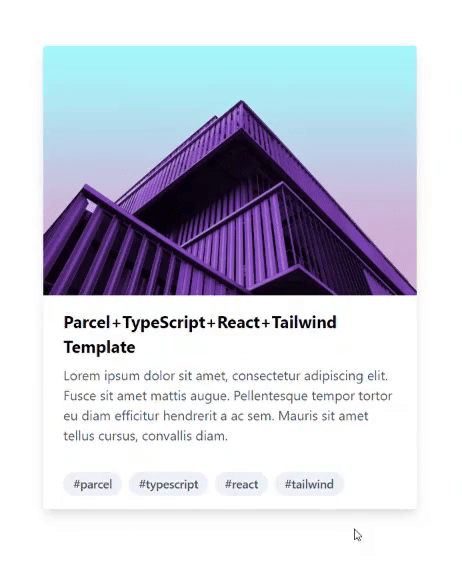 Parcel+TypeScript+React+Tailwind
Template
Lorem ipsum dolor sit amet, consectetur adipiscing elit.
Fusce sit amet mattis augue. Pellentesque tempor tortor
eu diam efficitur hendrerit a ac sem. Mauris sit amet
tellus cursus, convallis diam.
#parcel #typescript #react #tailwind